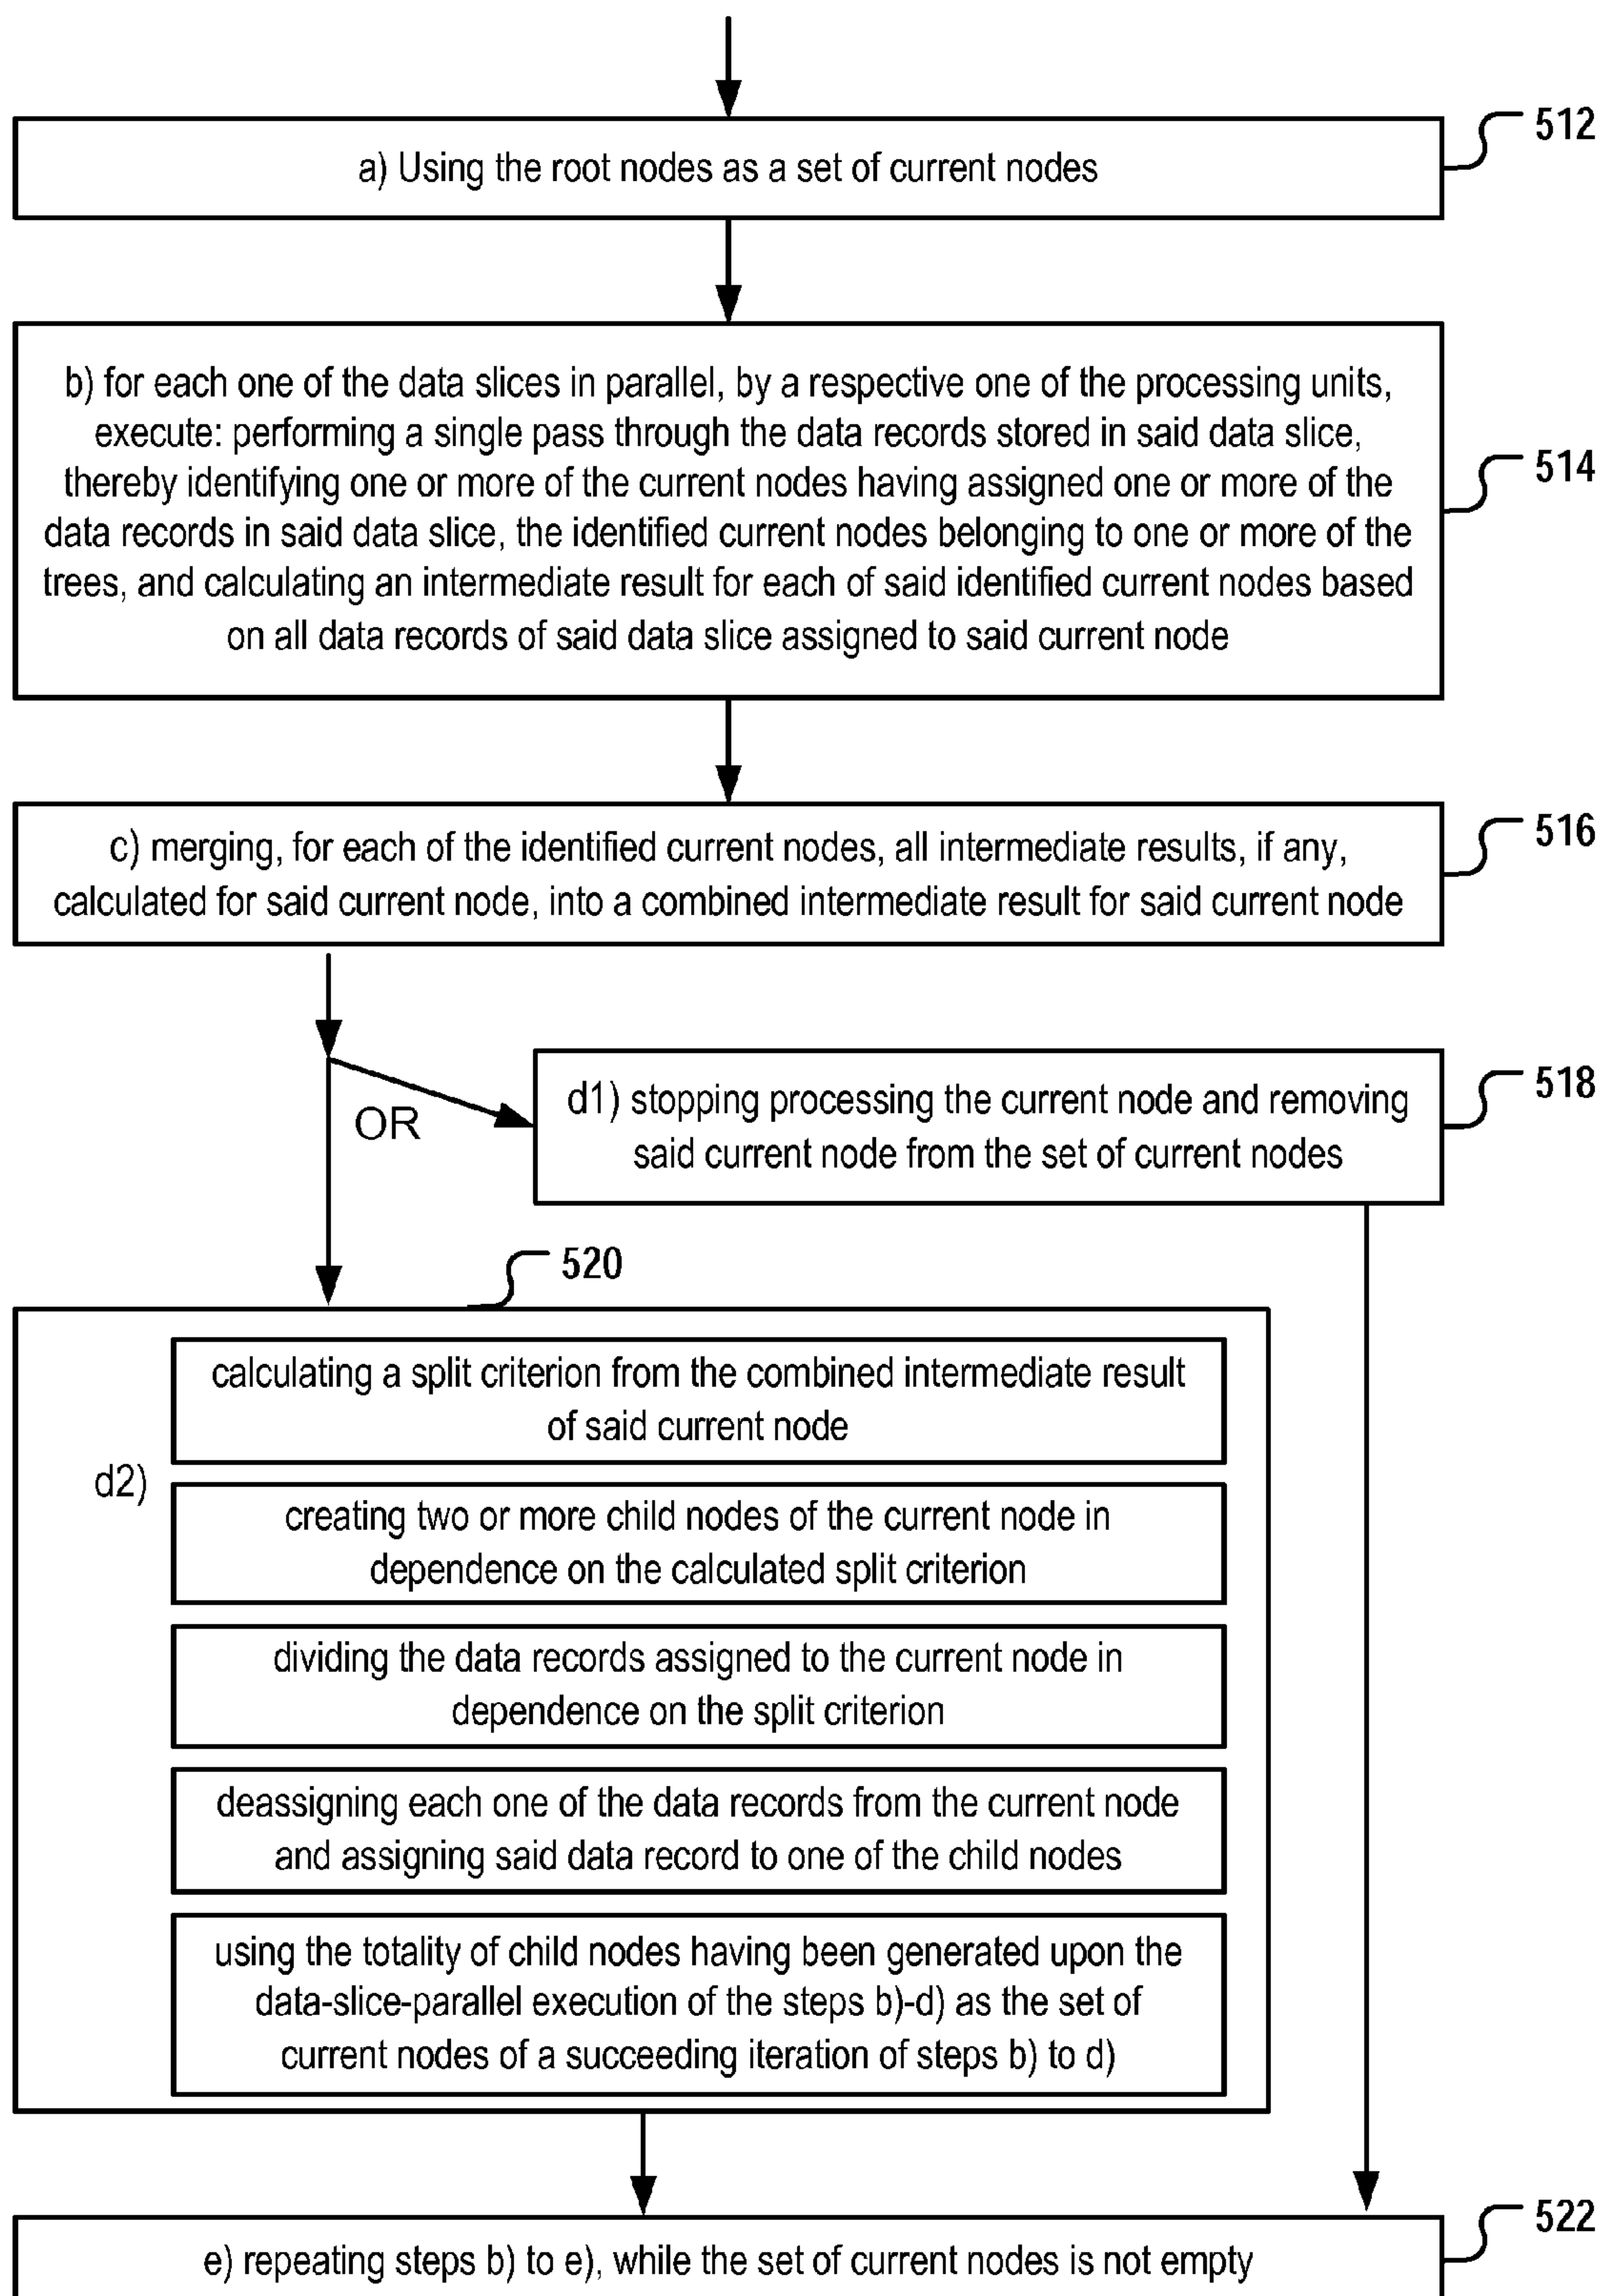 512
a) Using the root nodes as a set of current nodes
b) for each one of the data slices in parallel, by a respective one of the processing units,
execute: performing a single pass through the data records stored in said data slice,
thereby identifying one or more of the current nodes having assigned one or more of the
data records in said data slice, the identified current nodes belonging to one or more of the
trees, and calculating an intermediate result for each of said identified current nodes based
on all data records of said data slice assigned to said current node
514
c) merging, for each of the identified current nodes, all intermediate results, if any,
calculated for said current node, into a combined intermediate result for said current node
516
OR
d1) stopping processing the current node and removing
said current node from the set of current nodes
518
520
d2)
calculating a split criterion from the combined intermediate result
of said current node
creating two or more child nodes of the current node in
dependence on the calculated split criterion
dividing the data records assigned to the current node in
dependence on the split criterion
deassigning each one of the data records from the current node
and assigning said data record to one of the child nodes
using the totality of child nodes having been generated upon the
data-slice-parallel execution of the steps b)-d) as the set of
current nodes of a succeeding iteration of steps b) to d)
522
e) repeating steps b) to e), while the set of current nodes is not empty